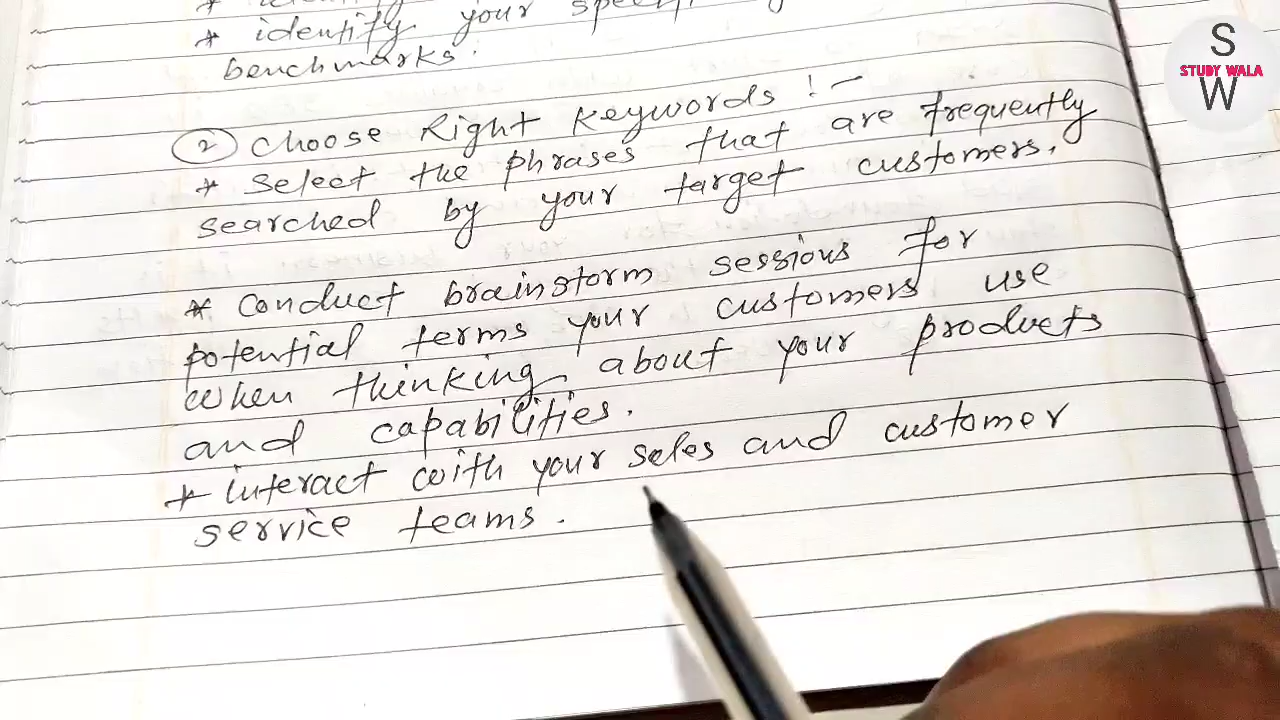 * identify your
benchmarks.
② Choose Right Keywords !-
* Select the phrases that are frequently
searched by your target customers.
* Conduct brainstorm sessions for
potential terms your customers use
when thinking about your products
and capabilities.
* interact with your sales and customer
service teams.
S
STUDY WALA
W